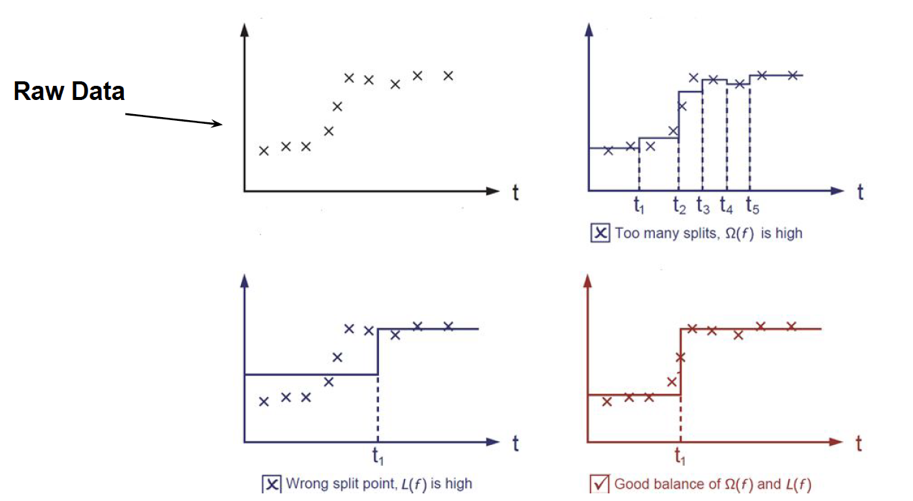 Raw Data
t
t
t₁ t₂ t₃ t₄ t₅
Too many splits, Ω(f) is high
t
t₁
Wrong split point, L(f) is high
t
t₁
Good balance of Ω(f) and L(f)